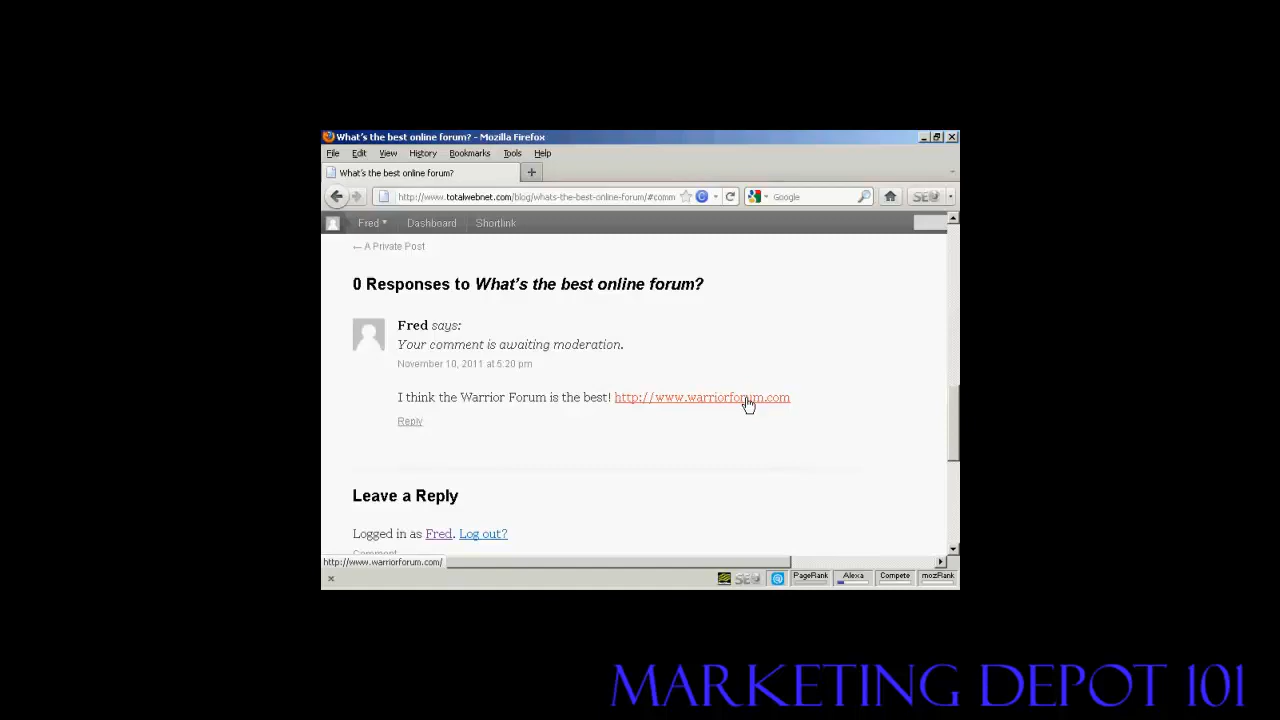 What's the best online forum? - Mozilla Firefox
File Edit View History Bookmarks Tools Help
What's the best online forum?
http://www.totalwebnet.com/blog/whats-the-best-online-forum/#comm
Google
SEO
Fred Dashboard Shortlink
← A Private Post
0 Responses to What's the best online forum?
Fred says:
Your comment is awaiting moderation.
November 10, 2011 at 5:20 pm
I think the Warrior Forum is the best! http://www.warriorforum.com
Reply
Leave a Reply
Logged in as Fred. Log out?
Comment
http://www.warriorforum.com/
SEO PageRank Alexa Compete mozRank
MARKETING DEPOT 101